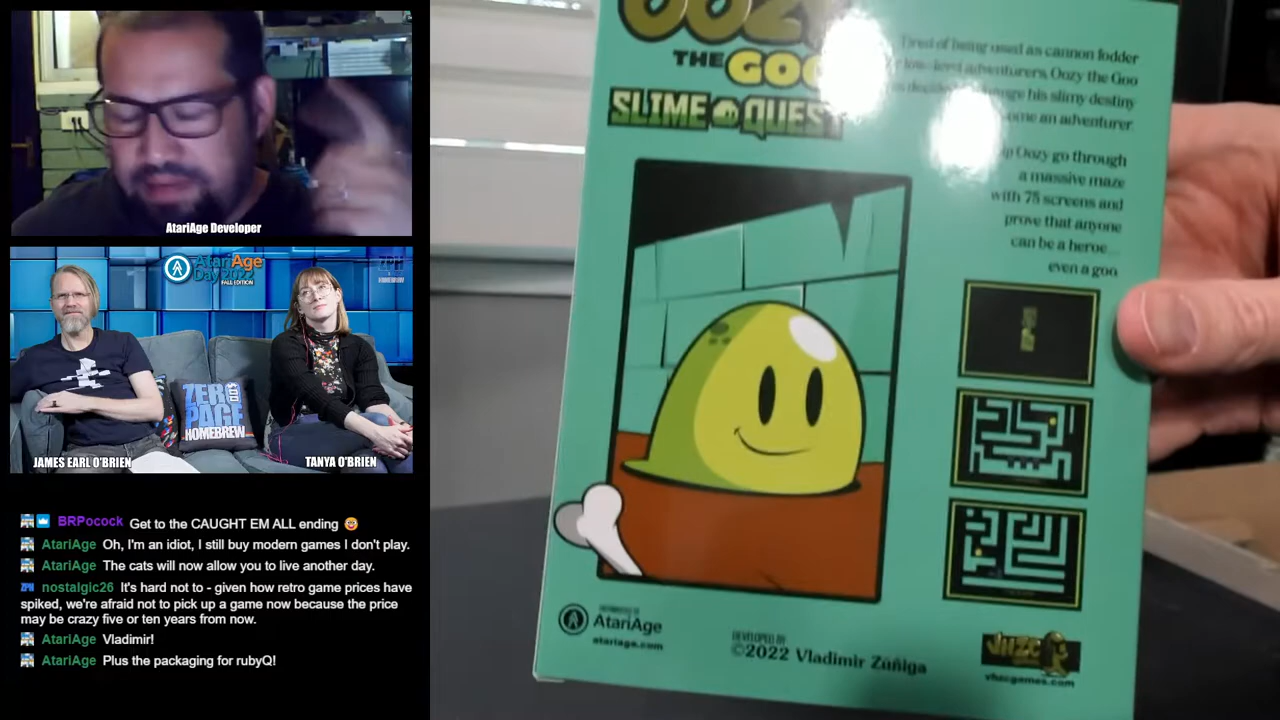 AtariAge Developer
AtariAge
Day 2022
FALL EDITION
ZERO
PAGE
HOMEBREW
JAMES EARL O'BRIEN
TANYA O'BRIEN
BRPocock Get to the CAUGHT EM ALL ending
AtariAge Oh, I'm an idiot, I still buy modern games I don't play.
AtariAge The cats will now allow you to live another day.
nostalgic26 It's hard not to - given how retro game prices have
spiked, we're afraid not to pick up a game now because the price
may be crazy five or ten years from now.
AtariAge Vladimir!
AtariAge Plus the packaging for rubyQ!
OOZY
THE GOO
SLIME QUEST
Tired of being used as cannon fodder
low-level adventurers, Oozy the Goo
his slimy destiny
an adventurer.
Oozy go through
a massive maze
with 75 screens and
prove that anyone
can be a heroe...
even a goo.
AtariAge
atariage.com
DEVELOPED BY
©2022 Vladimir Zúñiga
VHZC
vhzcgames.com